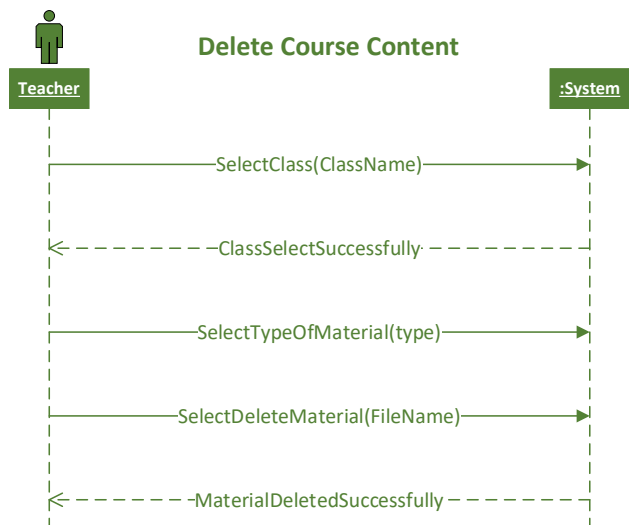 Delete Course Content
Teacher
:System
SelectClass(ClassName)
ClassSelectSuccessfully
SelectTypeOfMaterial(type)
SelectDeleteMaterial(FileName)
MaterialDeletedSuccessfully